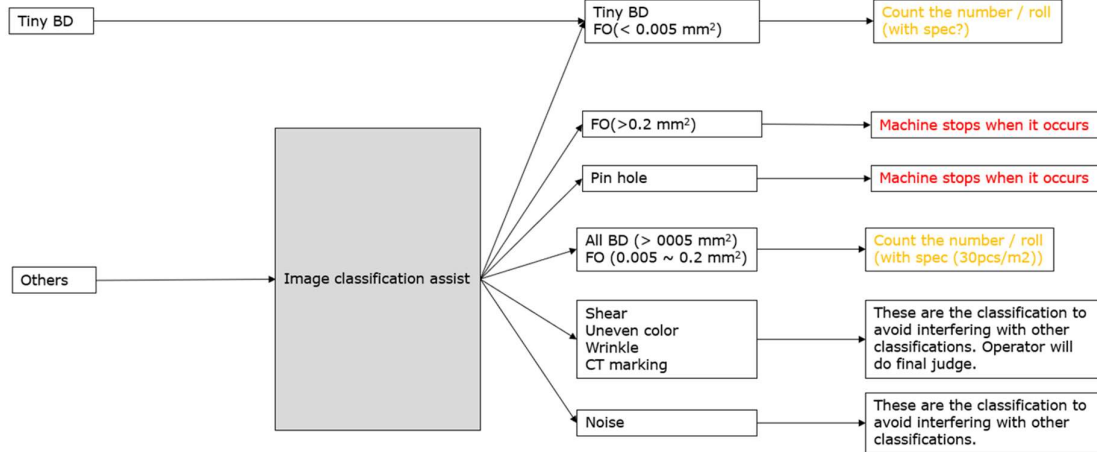 Tiny BD
Tiny BD
FO(< 0.005 mm²)
Count the number / roll
(with spec?)
FO(>0.2 mm²)
Machine stops when it occurs
Pin hole
Machine stops when it occurs
Others
Image classification assist
All BD (> 0005 mm²)
FO (0.005 ~ 0.2 mm²)
Count the number / roll
(with spec (30pcs/m2))
Shear
Uneven color
Wrinkle
CT marking
These are the classification to
avoid interfering with other
classifications. Operator will
do final judge.
Noise
These are the classification to
avoid interfering with other
classifications.